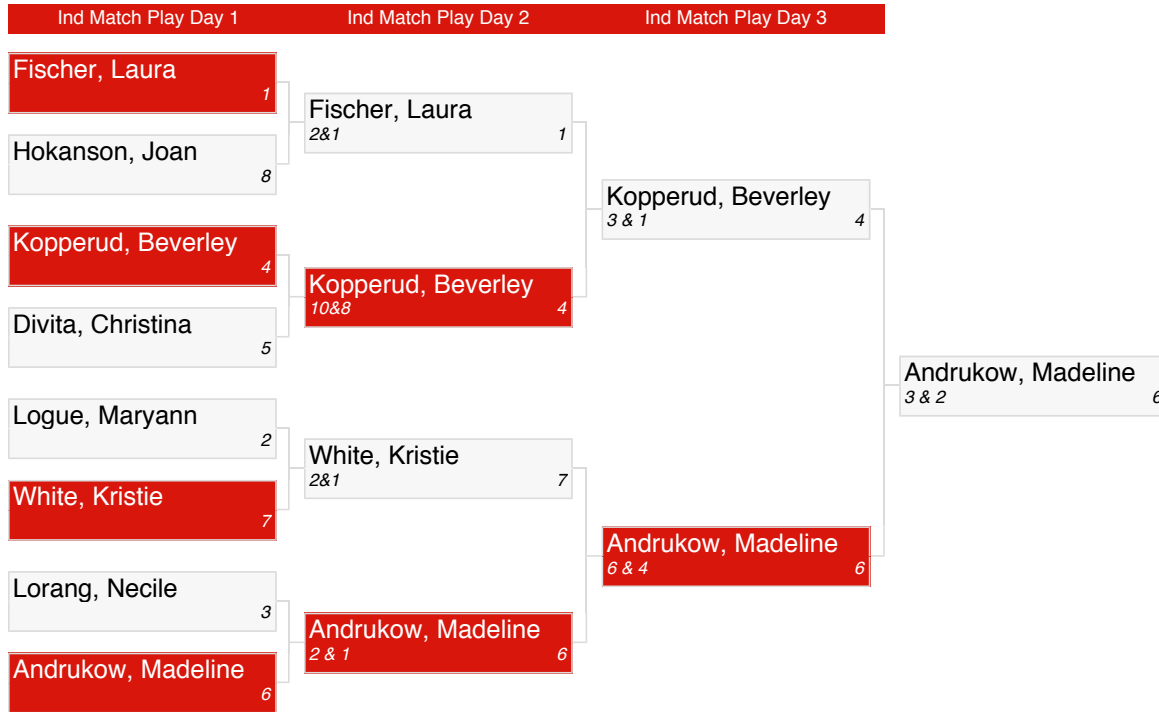 Ind Match Play Day 1
Ind Match Play Day 2
Ind Match Play Day 3
Fischer, Laura
1
Hokanson, Joan
8
Kopperud, Beverley
4
Divita, Christina
5
Logue, Maryann
2
White, Kristie
7
Lorang, Necile
3
Andrukow, Madeline
6
Fischer, Laura
2&1 1
Kopperud, Beverley
10&8 4
White, Kristie
2&1 7
Andrukow, Madeline
2 & 1 6
Kopperud, Beverley
3 & 1 4
Andrukow, Madeline
6 & 4 6
Andrukow, Madeline
3 & 2 6